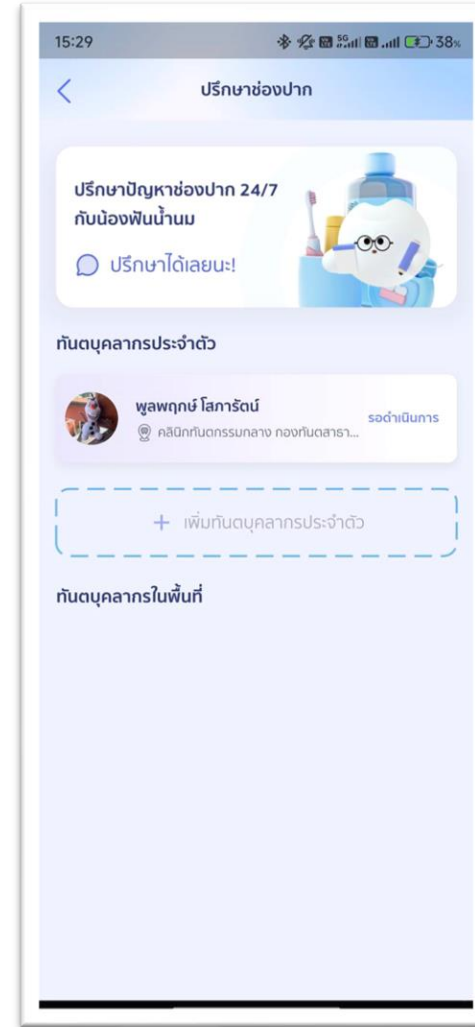 15:29
5G
38%
ปรึกษาช่องปาก
ปรึกษาปัญหาช่องปาก 24/7
กับน้องฟันน้ำนม
ปรึกษาได้เลยนะ!
ทันตบุคลากรประจำตัว
พูลพฤกษ์ โสภารัตน์
คลินิกทันตกรรมกลาง กองทันตสาธา...
รอดำเนินการ
+ เพิ่มทันตบุคลากรประจำตัว
ทันตบุคลากรในพื้นที่